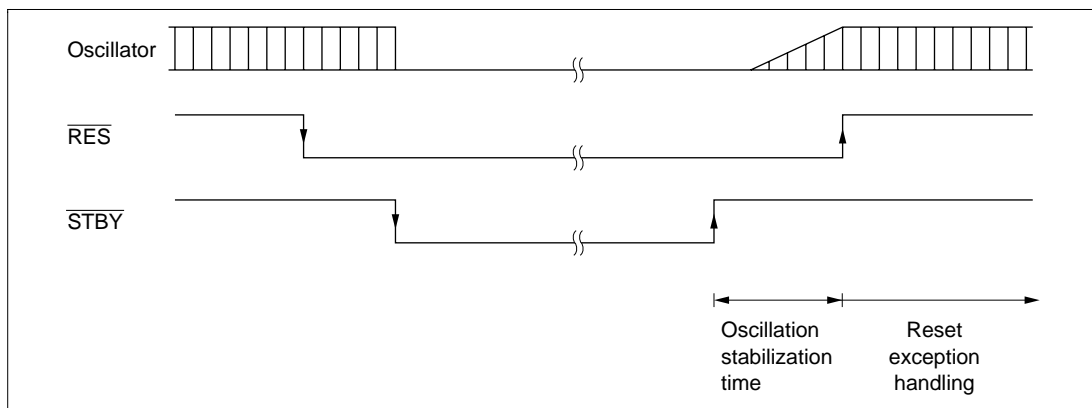 Oscillator
RES
STBY
Oscillation
stabilization
time
Reset
exception
handling